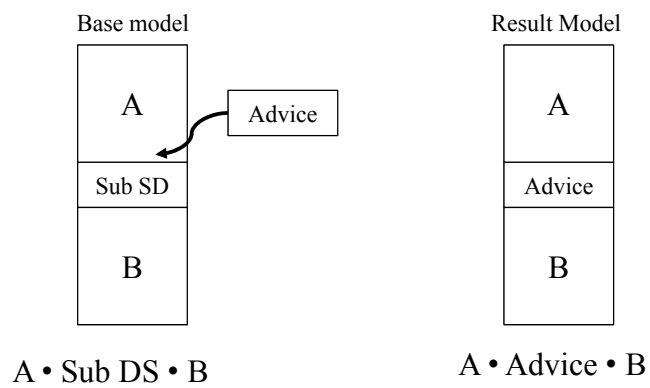 Base model
A
Advice
Sub SD
B
A • Sub DS • B
Result Model
A
Advice
B
A • Advice • B